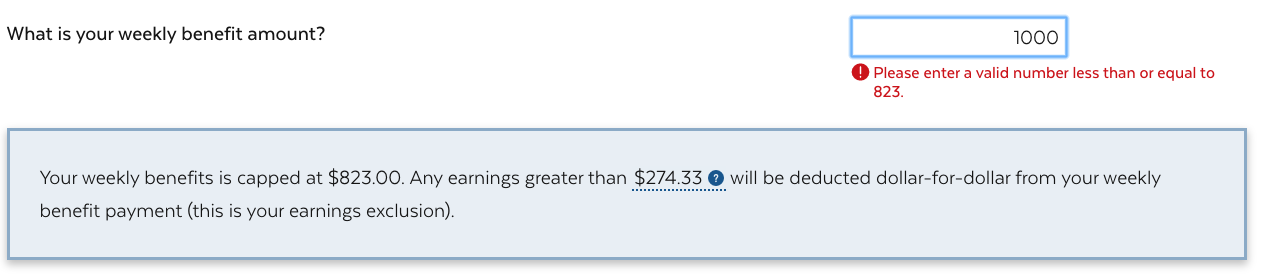 What is your weekly benefit amount?
1000
Please enter a valid number less than or equal to
823.
Your weekly benefits is capped at $823.00. Any earnings greater than $274.33 ? will be deducted dollar-for-dollar from your weekly
benefit payment (this is your earnings exclusion).